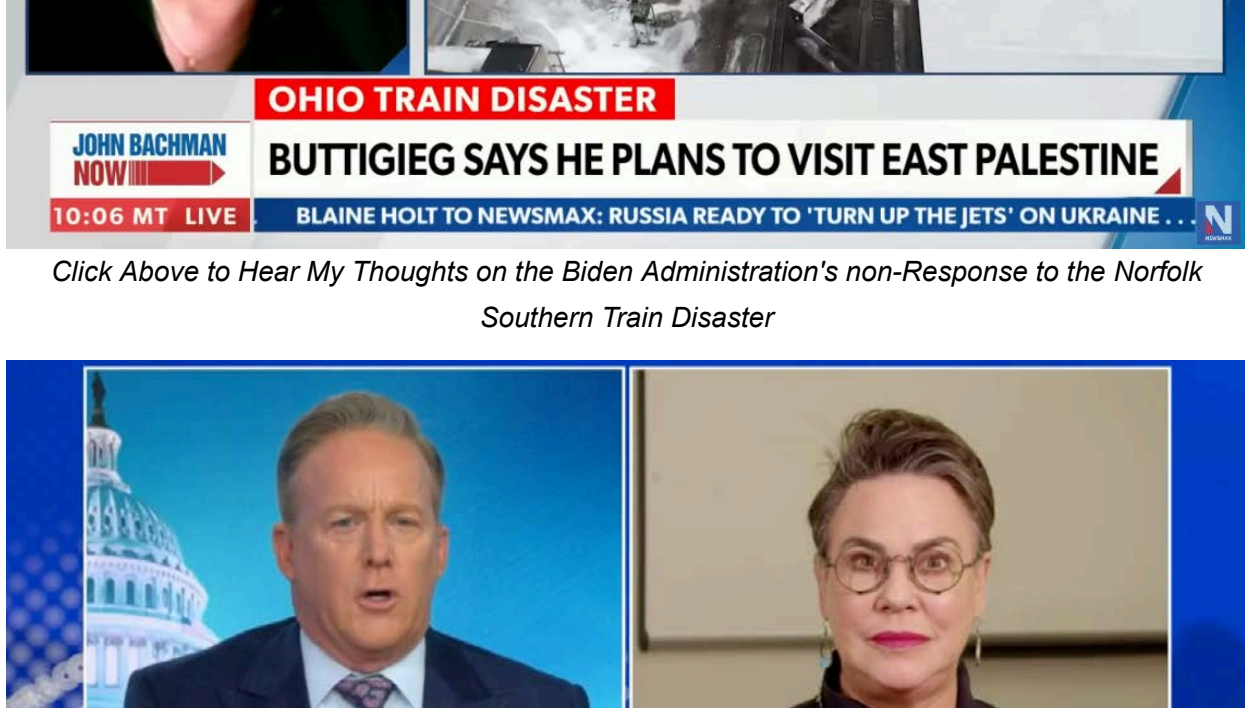 OHIO TRAIN DISASTER
JOHN BACHMAN
NOW
BUTTIGIEG SAYS HE PLANS TO VISIT EAST PALESTINE
10:06 MT LIVE
BLAINE HOLT TO NEWSMAX: RUSSIA READY TO 'TURN UP THE JETS' ON UKRAINE . . .
N
NEWSMAX
Click Above to Hear My Thoughts on the Biden Administration's non-Response to the Norfolk
Southern Train Disaster